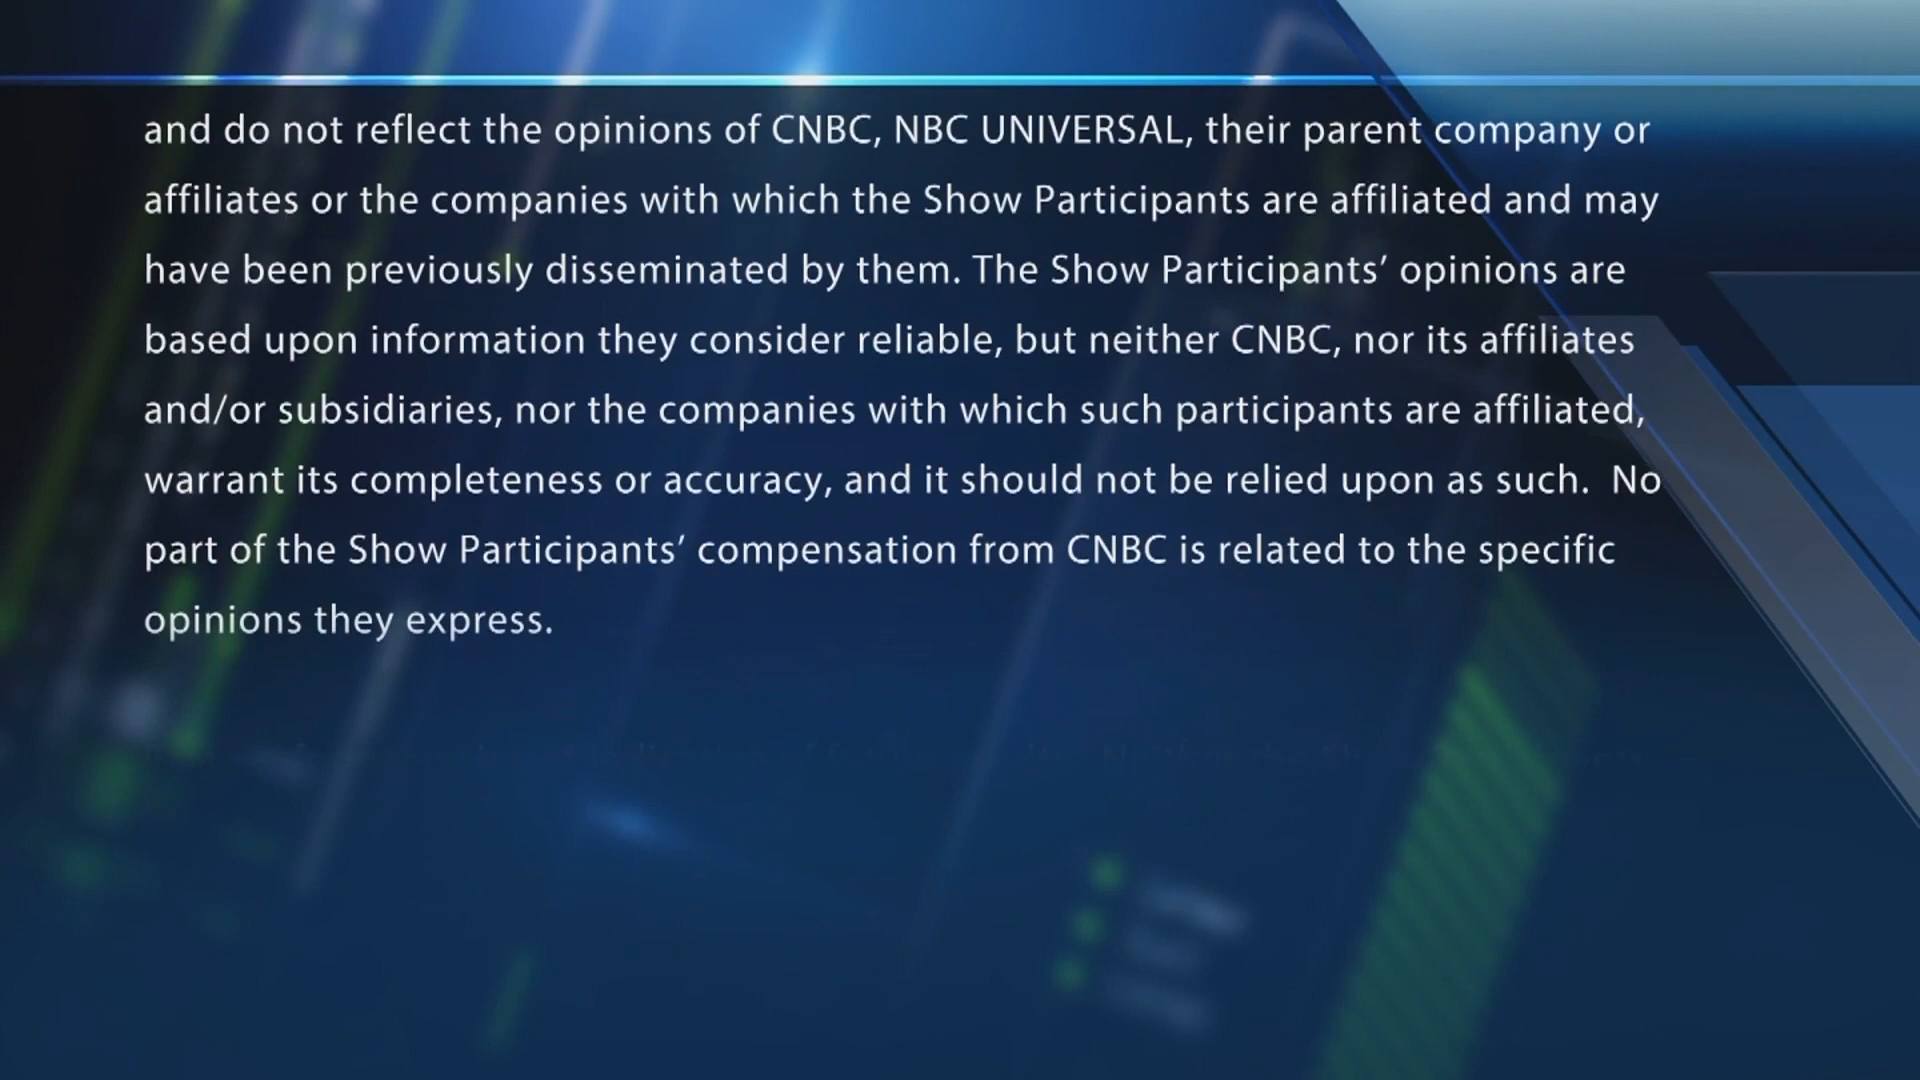 and do not reflect the opinions of CNBC, NBC UNIVERSAL, their parent company or
affiliates or the companies with which the Show Participants are affiliated and may
have been previously disseminated by them. The Show Participants’ opinions are
based upon information they consider reliable, but neither CNBC, nor its affiliates
and/or subsidiaries, nor the companies with which such participants are affiliated,
warrant its completeness or accuracy, and it should not be relied upon as such.  No
part of the Show Participants’ compensation from CNBC is related to the specific
opinions they express.